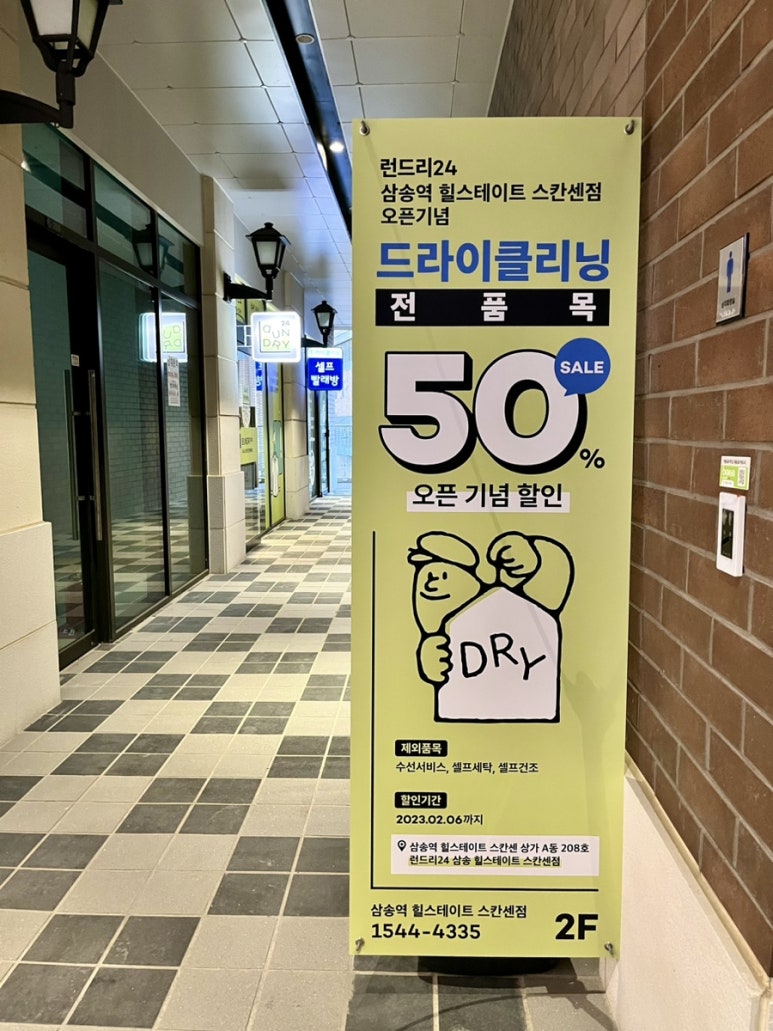 런드리24
삼송역 힐스테이트 스칸센점
오픈기념
드라이클리닝
전 품 목
50%
SALE
오픈 기념 할인
DRY
제외품목
수선서비스, 셀프세탁, 셀프건조
할인기간
2023.02.06까지
삼송역 힐스테이트 스칸센 상가 A동 208호
런드리24 삼송 힐스테이트 스칸센점
삼송역 힐스테이트 스칸센점
1544-4335
2F
24
DRY
셀프
빨래방